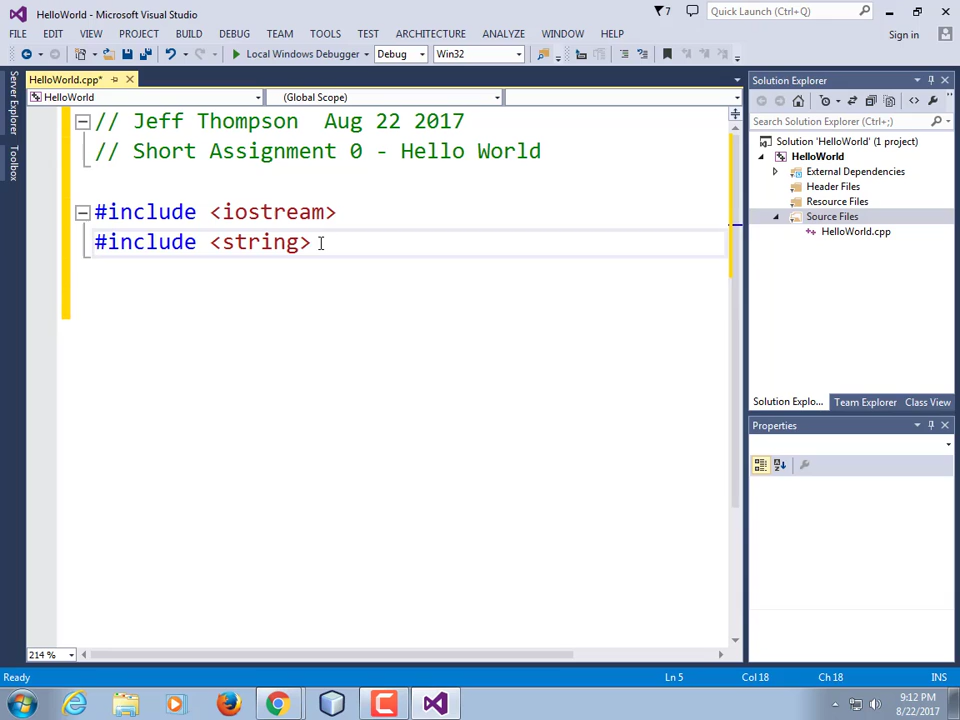 HelloWorld - Microsoft Visual Studio
7
Quick Launch (Ctrl+Q)
FILE EDIT VIEW PROJECT BUILD DEBUG TEAM TOOLS TEST ARCHITECTURE ANALYZE WINDOW HELP
Sign in
Local Windows Debugger Debug Win32
Server Explorer
Toolbox
HelloWorld.cpp*
HelloWorld (Global Scope)
// Jeff Thompson  Aug 22 2017
// Short Assignment 0 - Hello World
#include <iostream>
#include <string>
214 %
Solution Explorer
Search Solution Explorer (Ctrl+;)
Solution 'HelloWorld' (1 project)
HelloWorld
External Dependencies
Header Files
Resource Files
Source Files
HelloWorld.cpp
Solution Explo... Team Explorer Class View
Properties
Ready Ln 5 Col 18 Ch 18 INS
9:12 PM
8/22/2017